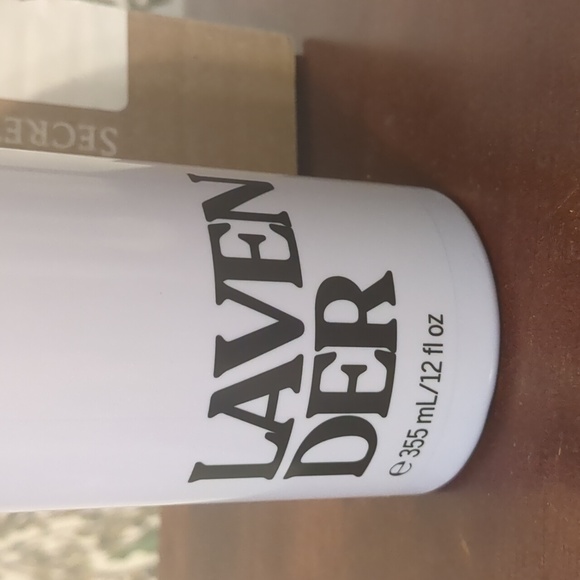 LAVEN
DER
℮ 355 mL/12 fl oz
SECRE